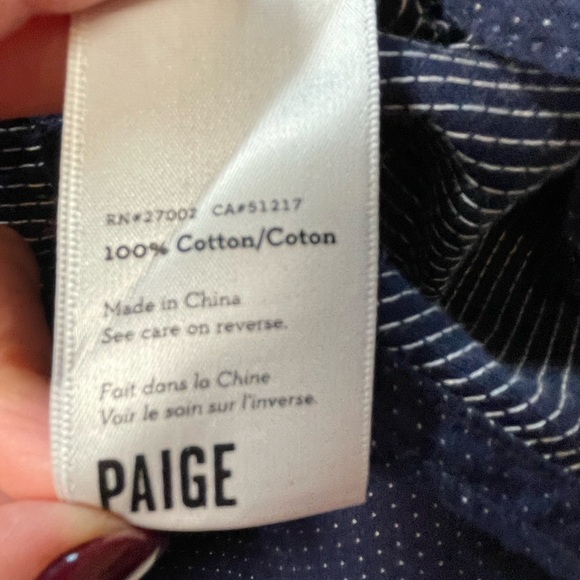 RN#27002 CA#51217
100% Cotton/Coton
Made in China
See care on reverse.
Fait dans la Chine
Voir le soin sur l'inverse.
PAIGE